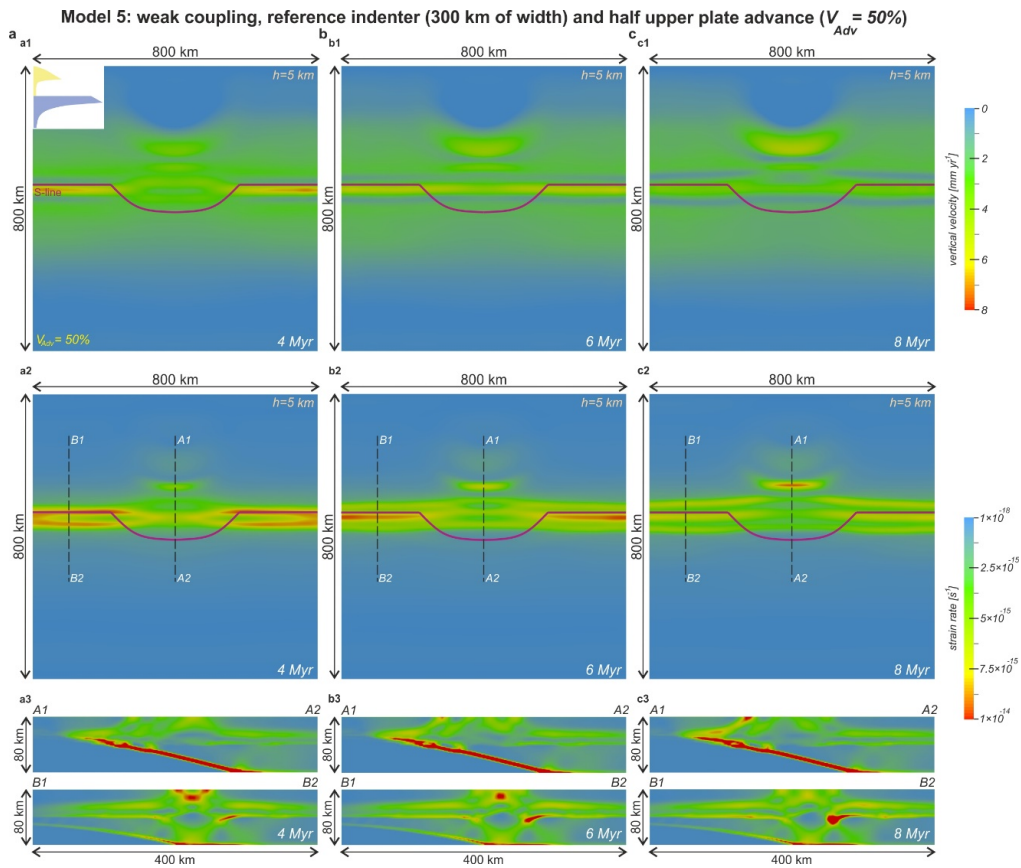 Model 5: weak coupling, reference indenter (300 km of width) and half upper plate advance (V = 50%)
Adv
a b c
a1 b1 c1
800 km 800 km 800 km
h=5 km h=5 km h=5 km
800 km 800 km 800 km
S-line
V Adv = 50%
4 Myr 6 Myr 8 Myr
0
2
4
6
8
vertical velocity [mm yr⁻¹]
a2 b2 c2
800 km 800 km 800 km
h=5 km h=5 km h=5 km
B1 A1 B1 A1 B1 A1
800 km 800 km 800 km
B2 A2 B2 A2 B2 A2
4 Myr 6 Myr 8 Myr
1×10⁻¹⁸
2.5×10⁻¹⁵
5×10⁻¹⁵
7.5×10⁻¹⁵
1×10⁻¹⁴
strain rate [s⁻¹]
a3 b3 c3
A1 A2 A1 A2 A1 A2
80 km 80 km 80 km
B1 B2 B1 B2 B1 B2
80 km 80 km 80 km
4 Myr 6 Myr 8 Myr
400 km 400 km 400 km